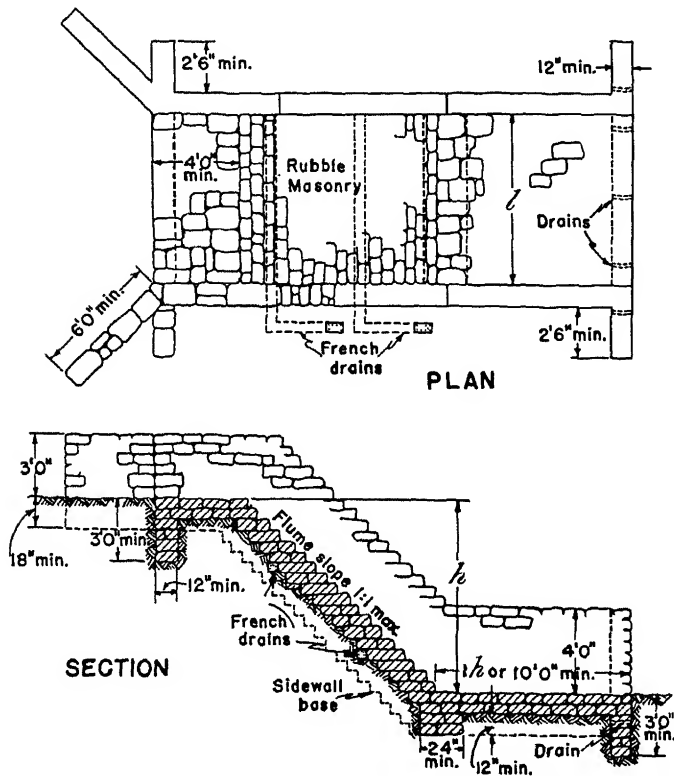 2'6" min.
12" min.
4'0"
min.
Rubble
Masonry
l
Drains
6'0" min.
French
drains
2'6" min.
PLAN
3'0"
18" min.
3'0" min.
12" min.
Flume slope 1:1 max.
h
French
drains
SECTION
Sidewall
base
4'0"
h or 10'0" min.
24"
min.
12" min.
Drain
3'0"
min.